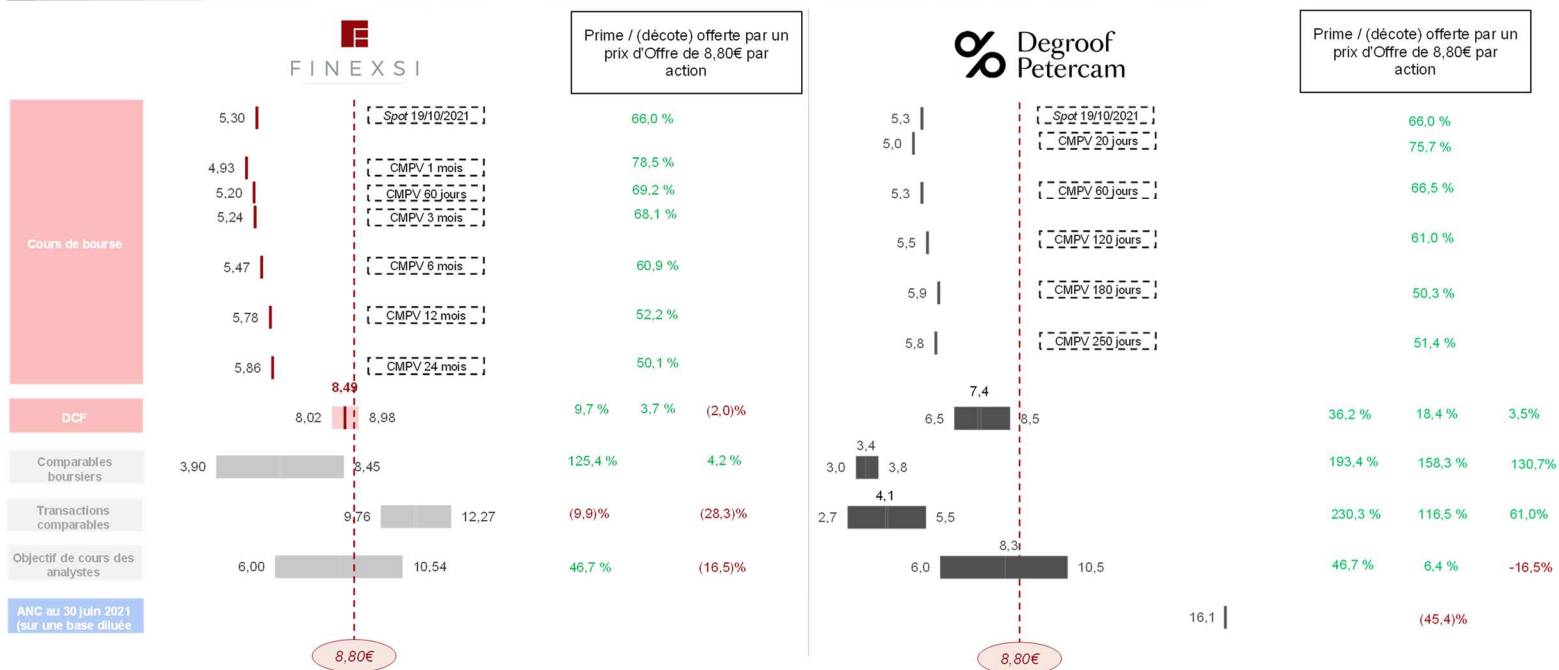 FINEXSI
Prime / (décote) offerte par un
prix d'Offre de 8,80€ par
action
Degroof
Petercam
Prime / (décote) offerte par un
prix d'Offre de 8,80€ par
action
Cours de bourse
5,30
Spot 19/10/2021
66,0 %
4,93
CMPV 1 mois
78,5 %
5,20
CMPV 60 jours
69,2 %
5,24
CMPV 3 mois
68,1 %
5,47
CMPV 6 mois
60,9 %
5,78
CMPV 12 mois
52,2 %
5,86
CMPV 24 mois
50,1 %
5,3
Spot 19/10/2021
66,0 %
5,0
CMPV 20 jours
75,7 %
5,3
CMPV 60 jours
66,5 %
5,5
CMPV 120 jours
61,0 %
5,9
CMPV 180 jours
50,3 %
5,8
CMPV 250 jours
51,4 %
DCF
8,49
8,02
8,98
9,7 %
3,7 %
(2,0)%
7,4
6,5
8,5
36,2 %
18,4 %
3,5%
Comparables
boursiers
3,90
8,45
125,4 %
4,2 %
3,4
3,0
3,8
193,4 %
158,3 %
130,7%
Transactions
comparables
9,76
12,27
(9,9)%
(28,3)%
4,1
2,7
5,5
230,3 %
116,5 %
61,0%
Objectif de cours des
analystes
6,00
10,54
46,7 %
(16,5)%
8,3
6,0
10,5
46,7 %
6,4 %
-16,5%
ANC au 30 juin 2021
(sur une base diluée
16,1
(45,4)%
8,80€
8,80€